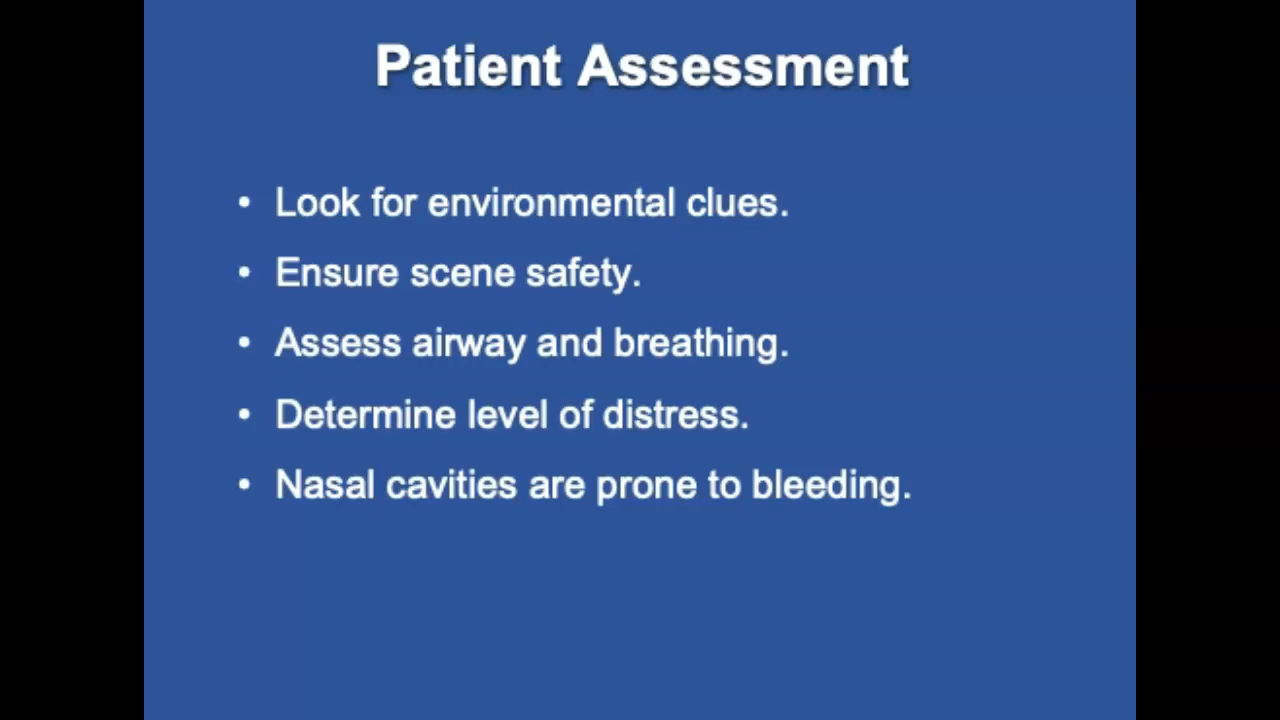 Patient Assessment
• Look for environmental clues.
• Ensure scene safety.
• Assess airway and breathing.
• Determine level of distress.
• Nasal cavities are prone to bleeding.